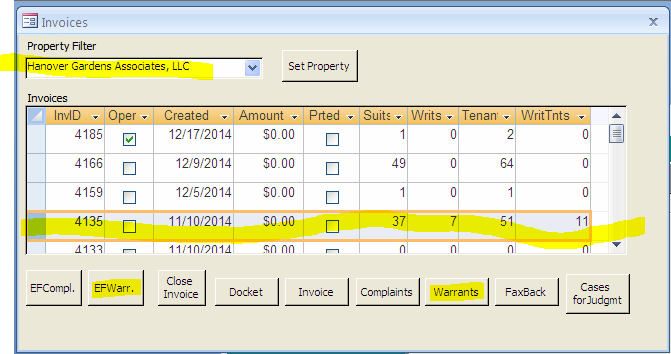 Invoices
Property Filter
Hanover Gardens Associates, LLC
Set Property
Invoices
InvID Oper Created Amount Prted Suits Writs Tenan WritTnts
4185 12/17/2014 $0.00 1 0 2 0
4166 12/9/2014 $0.00 49 0 64 0
4159 12/5/2014 $0.00 1 0 1 0
4135 11/10/2014 $0.00 37 7 51 11
4133 11/10/2014 $0.00 0 0 0 0
EFCompl. EFWarr. Close Invoice Docket Invoice Complaints Warrants FaxBack Cases forJudgmt